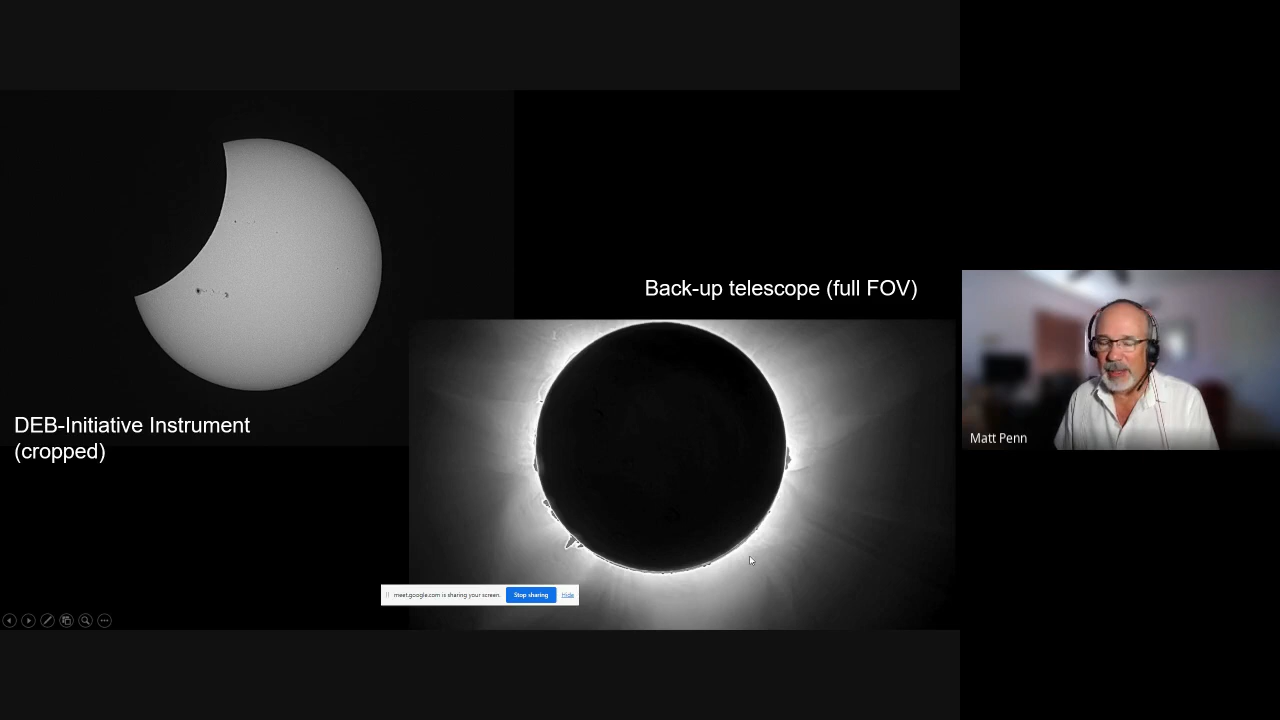 Back-up telescope (full FOV)
DEB-Initiative Instrument
(cropped)
Matt Penn
meet.google.com is sharing your screen.
Stop sharing
Hide